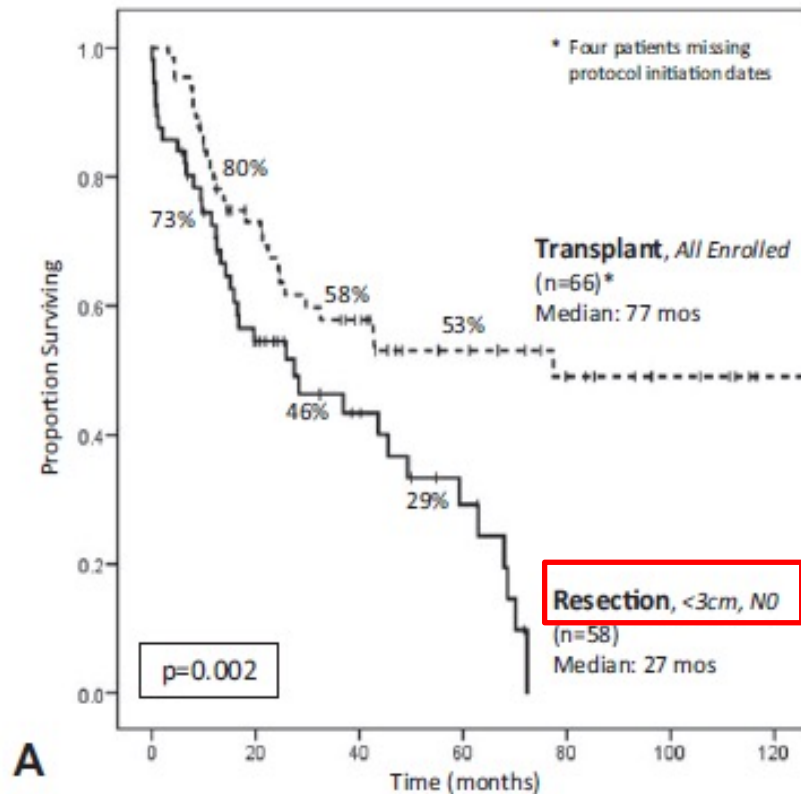 * Four patients missing
protocol initiation dates
1.0
0.8
0.6
0.4
0.2
0.0
Proportion Surviving
80%
73%
58%
53%
46%
29%
Transplant, All Enrolled
(n=66)*
Median: 77 mos
Resection, <3cm, N0
(n=58)
Median: 27 mos
p=0.002
0 20 40 60 80 100 120
Time (months)
A